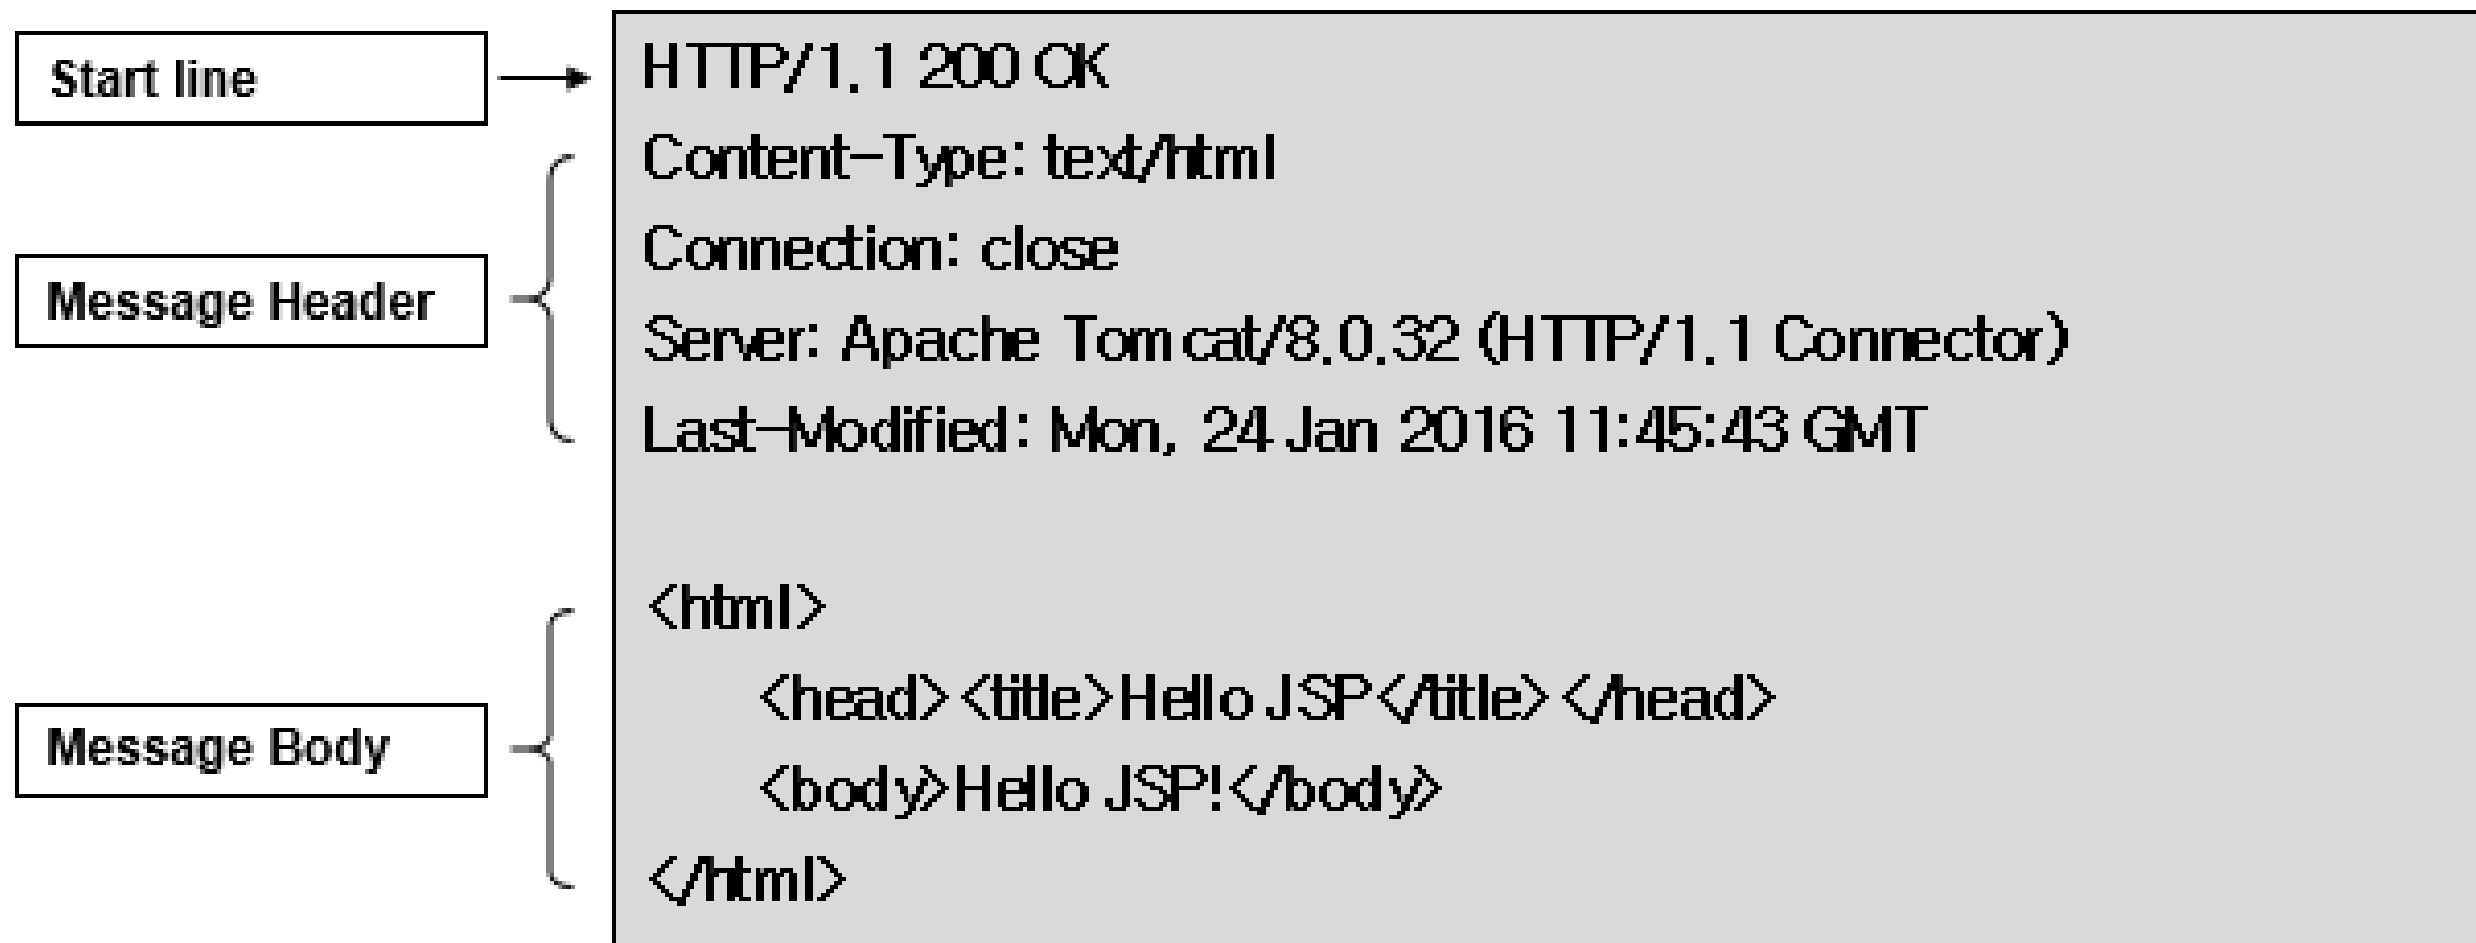 Start line
HTTP/1.1 200 OK
Message Header
Content-Type: text/html
Connection: close
Server: Apache Tomcat/8.0.32 (HTTP/1.1 Connector)
Last-Modified: Mon, 24 Jan 2016 11:45:43 GMT
Message Body
<html>
<head><title>Hello JSP</title></head>
<body>Hello JSP!</body>
</html>